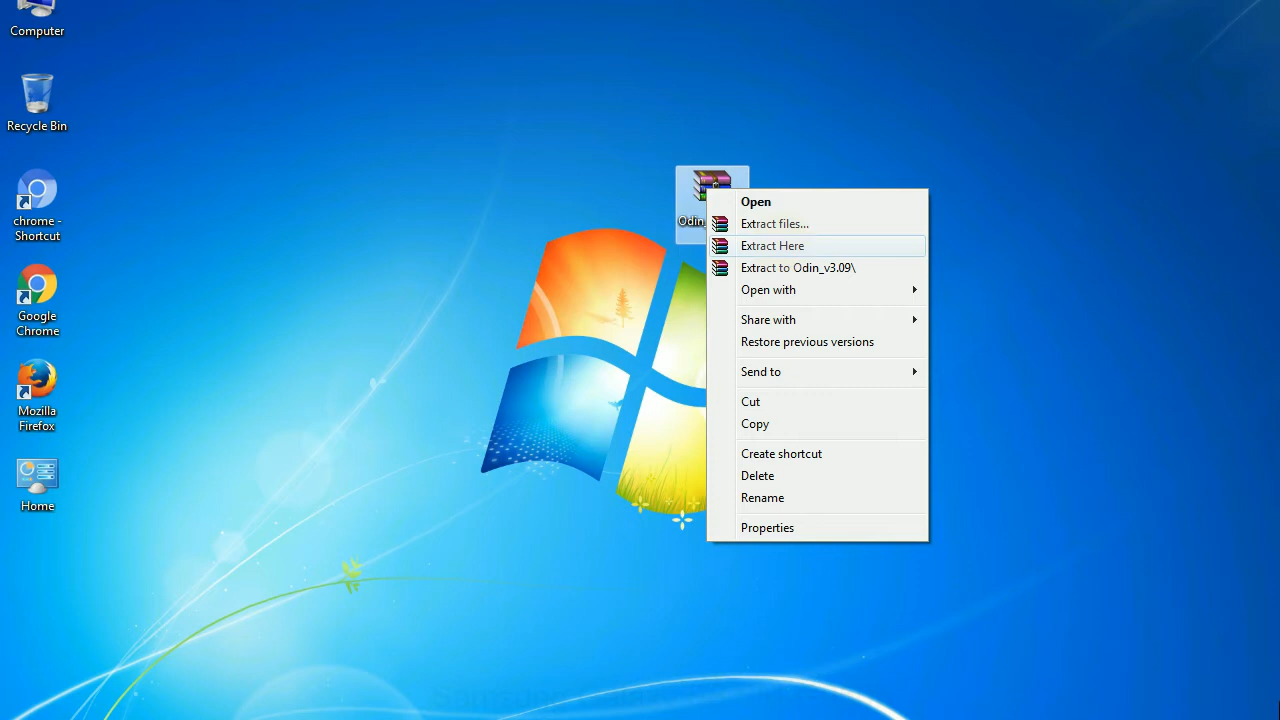 Computer
Recycle Bin
chrome -
Shortcut
Google
Chrome
Mozilla
Firefox
Home
Odin_
Open
Extract files...
Extract Here
Extract to Odin_v3.09\
Open with
Share with
Restore previous versions
Send to
Cut
Copy
Create shortcut
Delete
Rename
Properties